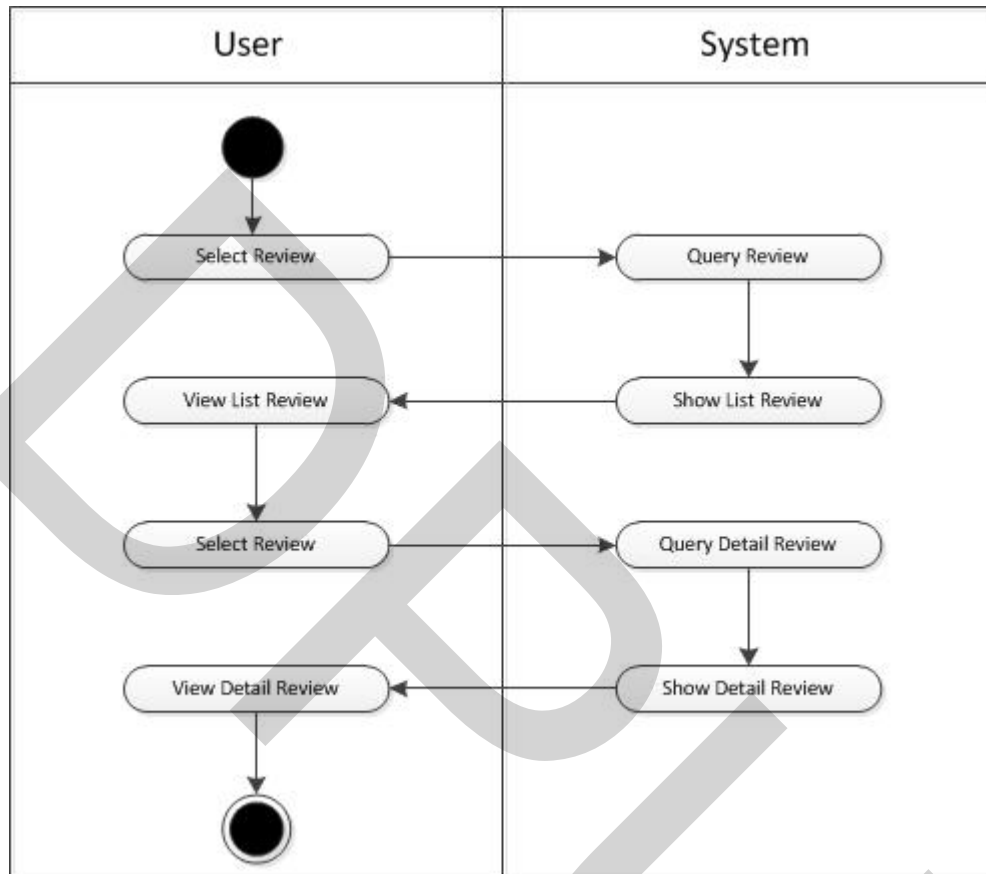 User
System
Select Review
Query Review
View List Review
Show List Review
Select Review
Query Detail Review
View Detail Review
Show Detail Review